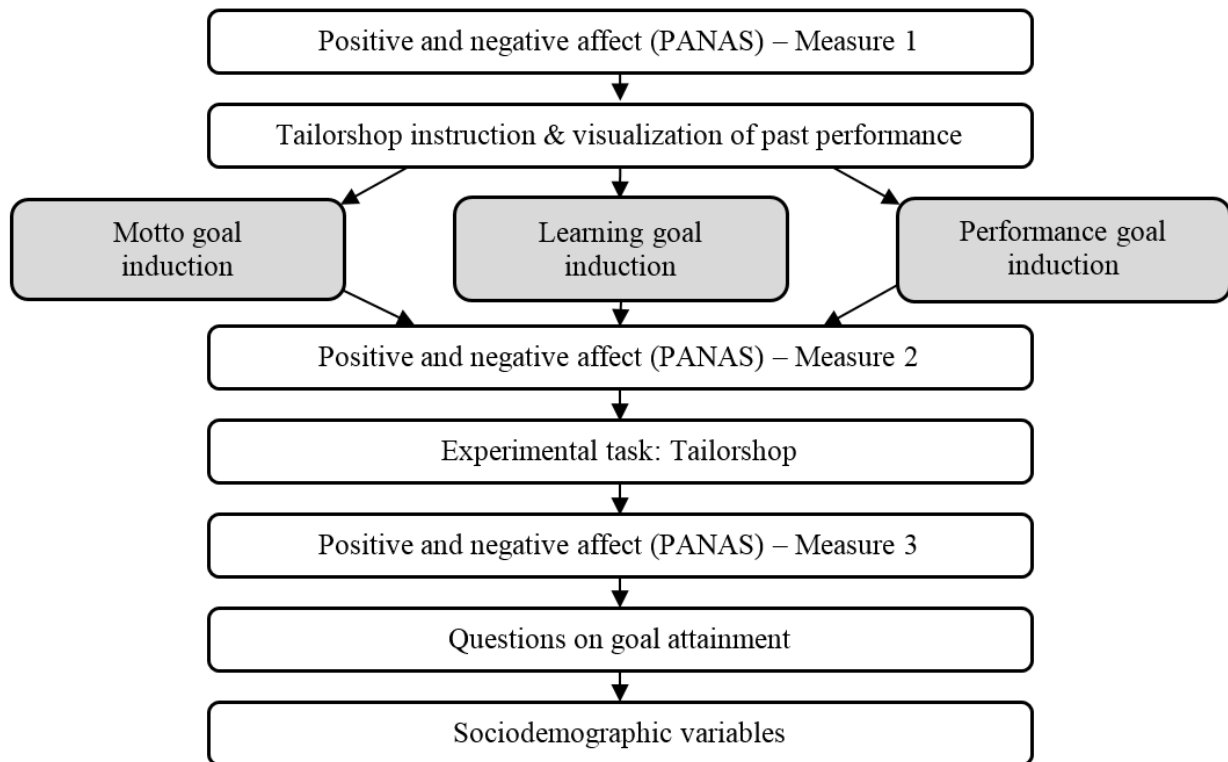 Positive and negative affect (PANAS) – Measure 1
Tailorshop instruction & visualization of past performance
Motto goal
induction
Learning goal
induction
Performance goal
induction
Positive and negative affect (PANAS) – Measure 2
Experimental task: Tailorshop
Positive and negative affect (PANAS) – Measure 3
Questions on goal attainment
Sociodemographic variables